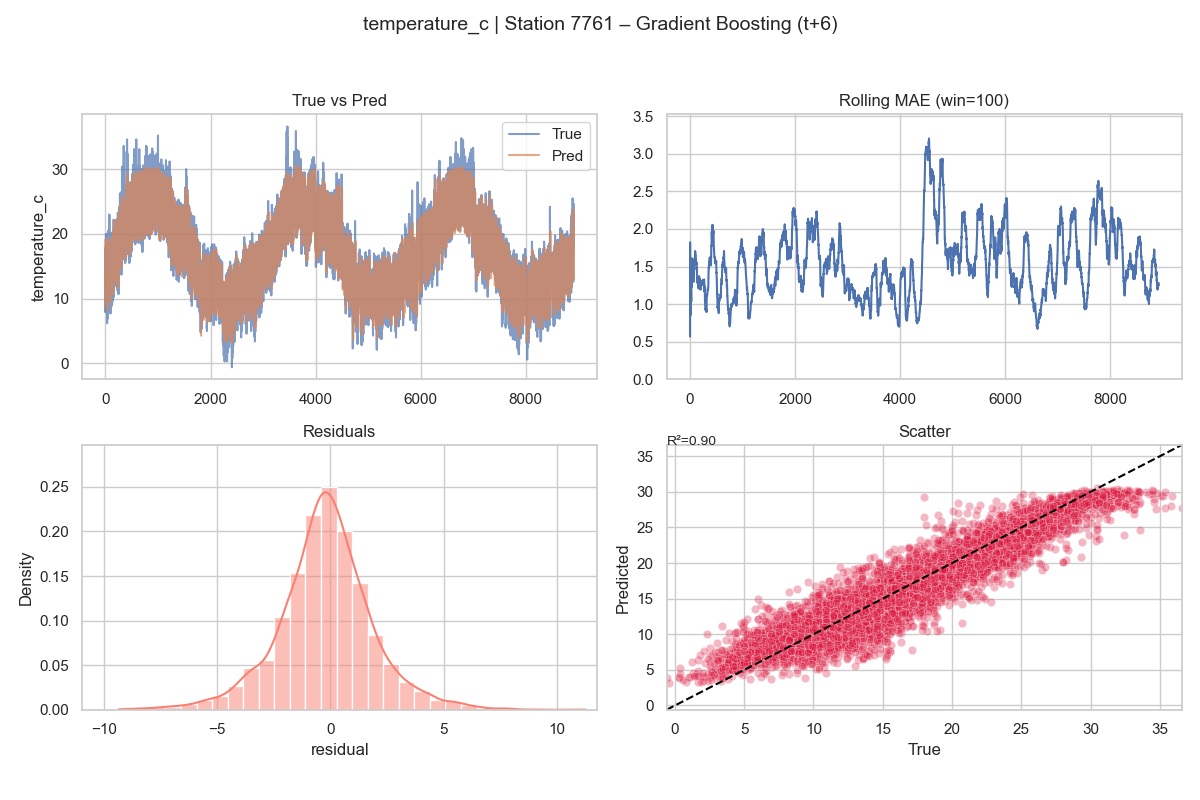 temperature_c | Station 7761 – Gradient Boosting (t+6)
True vs Pred
temperature_c
30
20
10
0
0 2000 4000 6000 8000
True
Pred
Rolling MAE (win=100)
3.5
3.0
2.5
2.0
1.5
1.0
0.5
0.0
0 2000 4000 6000 8000
Residuals
Density
0.25
0.20
0.15
0.10
0.05
0.00
−10 −5 0 5 10
residual
Scatter
R²=0.90
Predicted
35
30
25
20
15
10
5
0
0 5 10 15 20 25 30 35
True